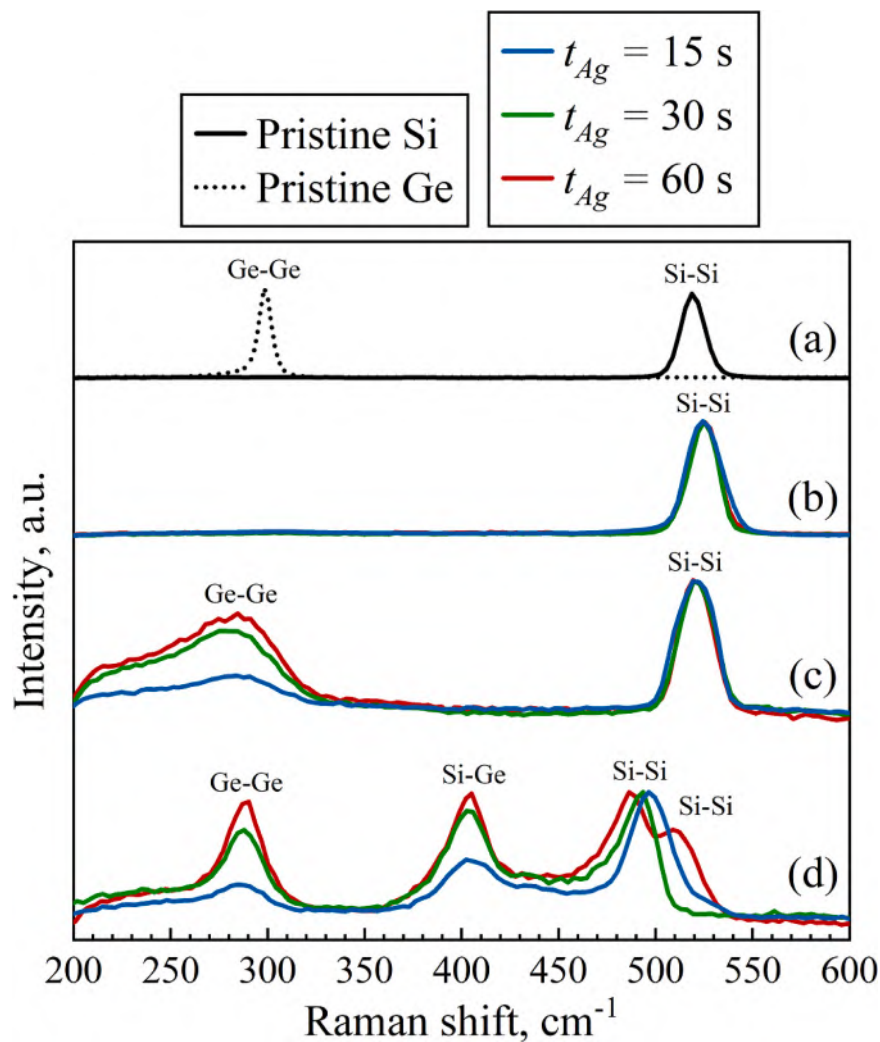 Pristine Si
Pristine Ge
t_Ag = 15 s
t_Ag = 30 s
t_Ag = 60 s
Ge-Ge
Si-Si
(a)
Si-Si
(b)
Ge-Ge
Si-Si
(c)
Ge-Ge
Si-Ge
Si-Si
Si-Si
(d)
Intensity, a.u.
200 250 300 350 400 450 500 550 600
Raman shift, cm⁻¹